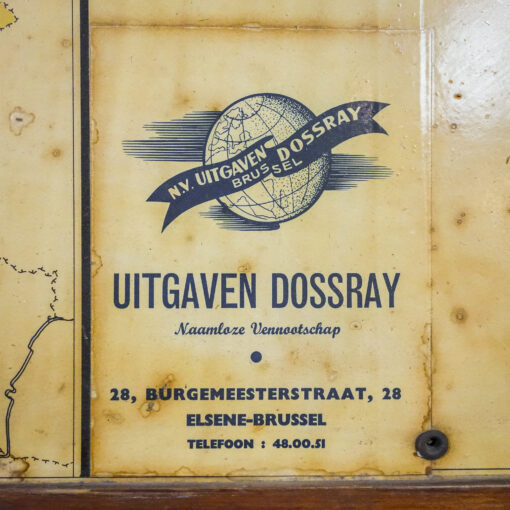 N.V. UITGAVEN DOSSRAY
BRUSSEL
UITGAVEN DOSSRAY
Naamloze Vennootschap
28, BURGEMEESTERSTRAAT, 28
ELSENE-BRUSSEL
TELEFOON : 48.00.51